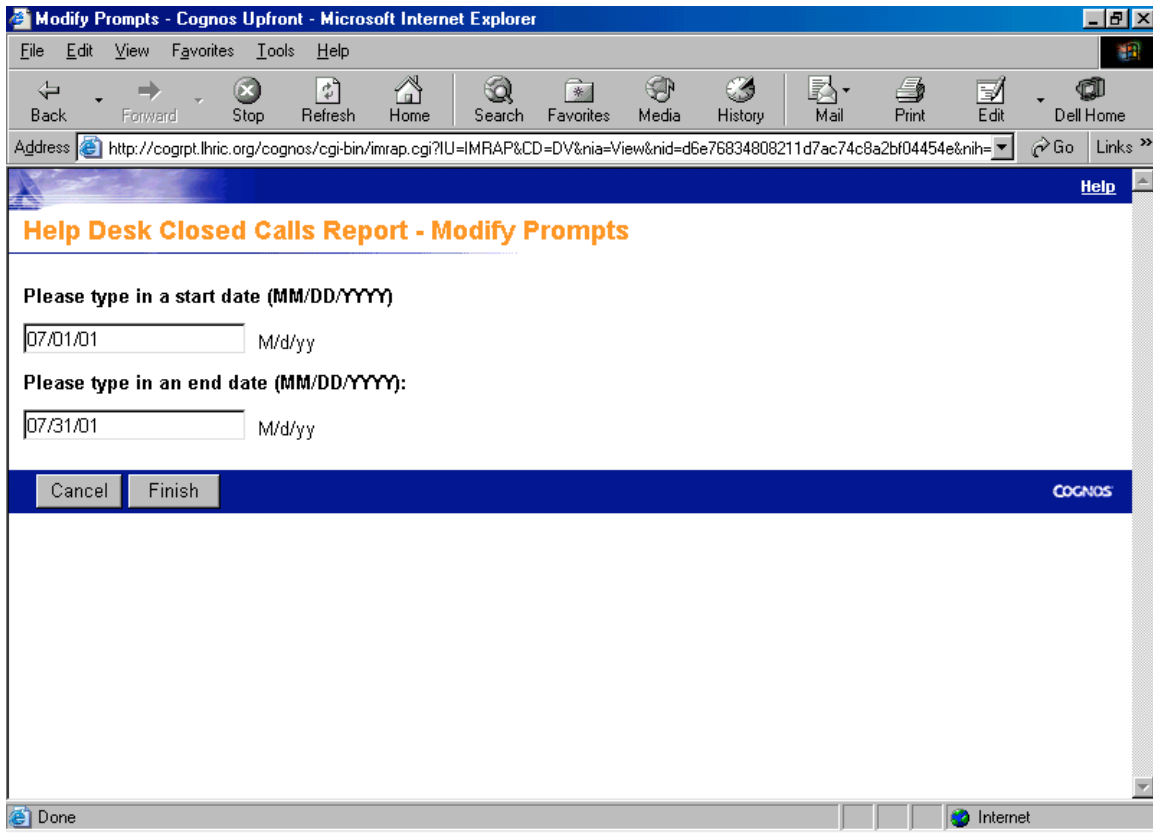 Modify Prompts - Cognos Upfront - Microsoft Internet Explorer
File Edit View Favorites Tools Help
Back Forward Stop Refresh Home Search Favorites Media History Mail Print Edit Dell Home
Address http://cogrpt.lhric.org/cognos/cgi-bin/imrap.cgi?IU=IMRAP&CD=DV&nia=View&nid=d6e76834808211d7ac74c8a2bf04454e&nih= Go Links »
Help
Help Desk Closed Calls Report - Modify Prompts
Please type in a start date (MM/DD/YYYY)
07/01/01 M/d/yy
Please type in an end date (MM/DD/YYYY):
07/31/01 M/d/yy
Cancel Finish COGNOS
Done Internet